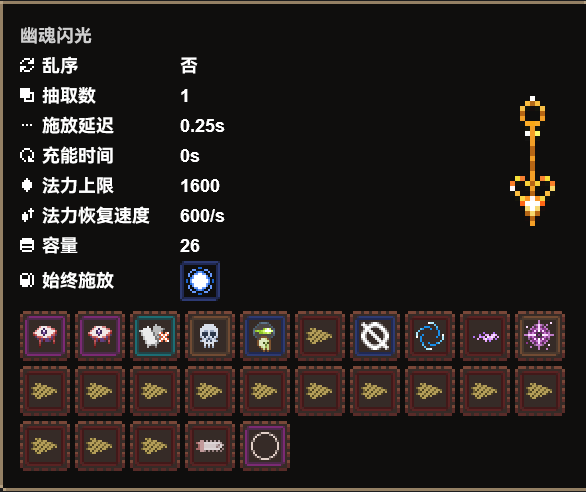 幽魂闪光
乱序 否
抽取数 1
施放延迟 0.25s
充能时间 0s
法力上限 1600
法力恢复速度 600/s
容量 26
始终施放